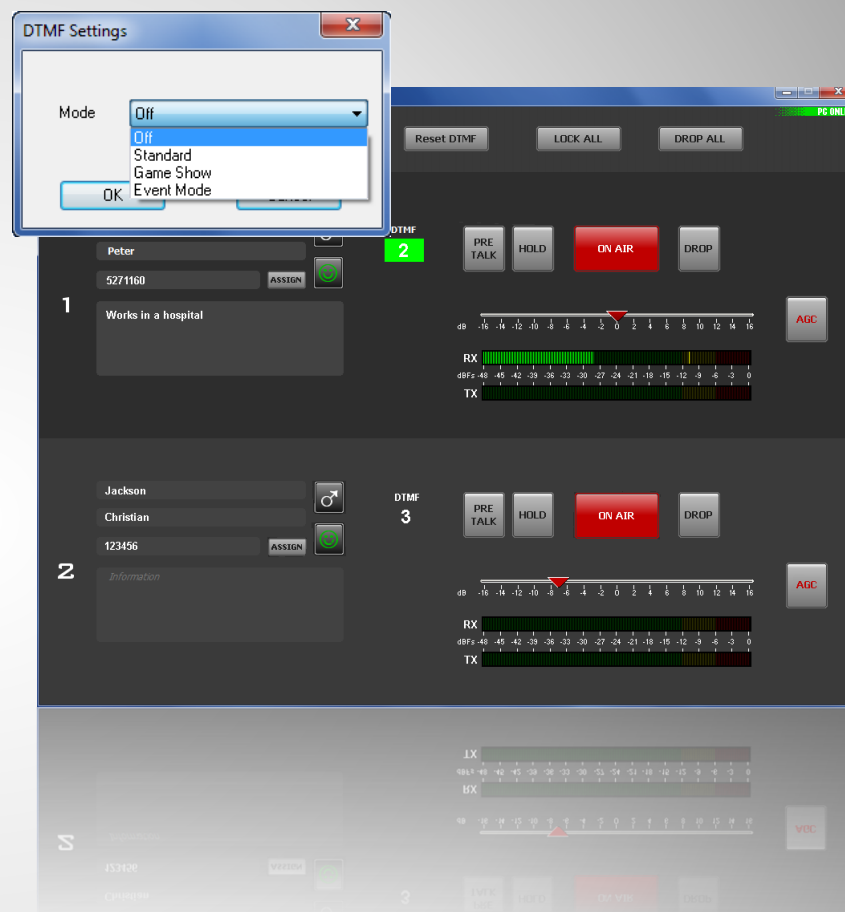 DTMF Settings
Mode Off
Off
Standard
Game Show
Event Mode
OK
PC ONLI
Reset DTMF LOCK ALL DROP ALL
1
Peter
5271160 ASSIGN
Works in a hospital
DTMF
2
PRE TALK HOLD ON AIR DROP
dB -16 -14 -12 -10 -8 -6 -4 -2 0 2 4 6 8 10 12 14 16
AGC
RX
dBFs -48 -45 -42 -39 -36 -33 -30 -27 -24 -21 -18 -15 -12 -9 -6 -3 0
TX
2
Jackson
Christian
123456 ASSIGN
Information
DTMF
3
PRE TALK HOLD ON AIR DROP
dB -16 -14 -12 -10 -8 -6 -4 -2 0 2 4 6 8 10 12 14 16
AGC
RX
dBFs -48 -45 -42 -39 -36 -33 -30 -27 -24 -21 -18 -15 -12 -9 -6 -3 0
TX